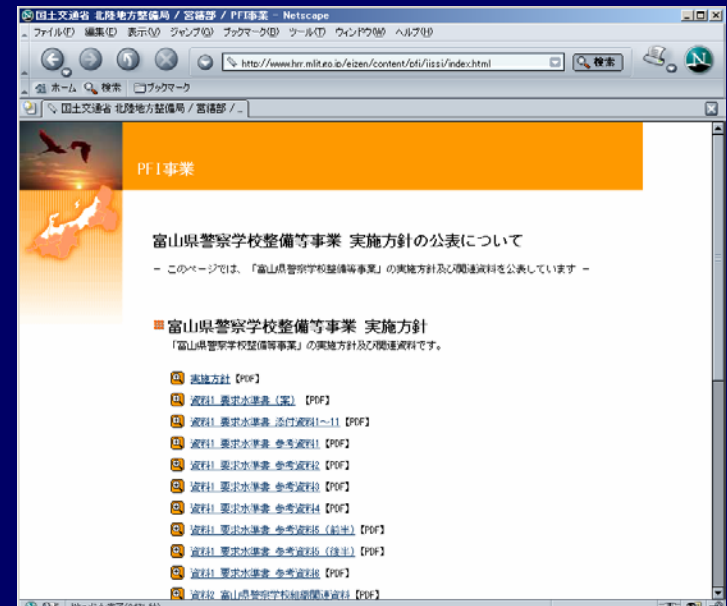 国土交通省 北陸地方整備局 / 営繕部 / PFI事業 - Netscape
ファイル(F) 編集(E) 表示(V) ジャンプ(G) ブックマーク(B) ツール(T) ウィンドウ(W) ヘルプ(H)
http://www.hrr.mlit.go.jp/eizen/content/pfi/jissi/index.html 検索
ホーム 検索 ブックマーク
国土交通省 北陸地方整備局 / 営繕部 / ...
PFI事業
富山県警察学校整備等事業 実施方針の公表について
- このページでは、「富山県警察学校整備等事業」の実施方針及び関連資料を公表しています -
富山県警察学校整備等事業 実施方針
「富山県警察学校整備等事業」の実施方針及び関連資料です。
実施方針 【PDF】
資料1 要求水準書 (案) 【PDF】
資料1 要求水準書 添付資料1~11 【PDF】
資料1 要求水準書 参考資料1 【PDF】
資料1 要求水準書 参考資料2 【PDF】
資料1 要求水準書 参考資料3 【PDF】
資料1 要求水準書 参考資料4 【PDF】
資料1 要求水準書 参考資料5 (前半) 【PDF】
資料1 要求水準書 参考資料5 (後半) 【PDF】
資料1 要求水準書 参考資料6 【PDF】
資料2 富山県警察学校組織関連資料 【PDF】